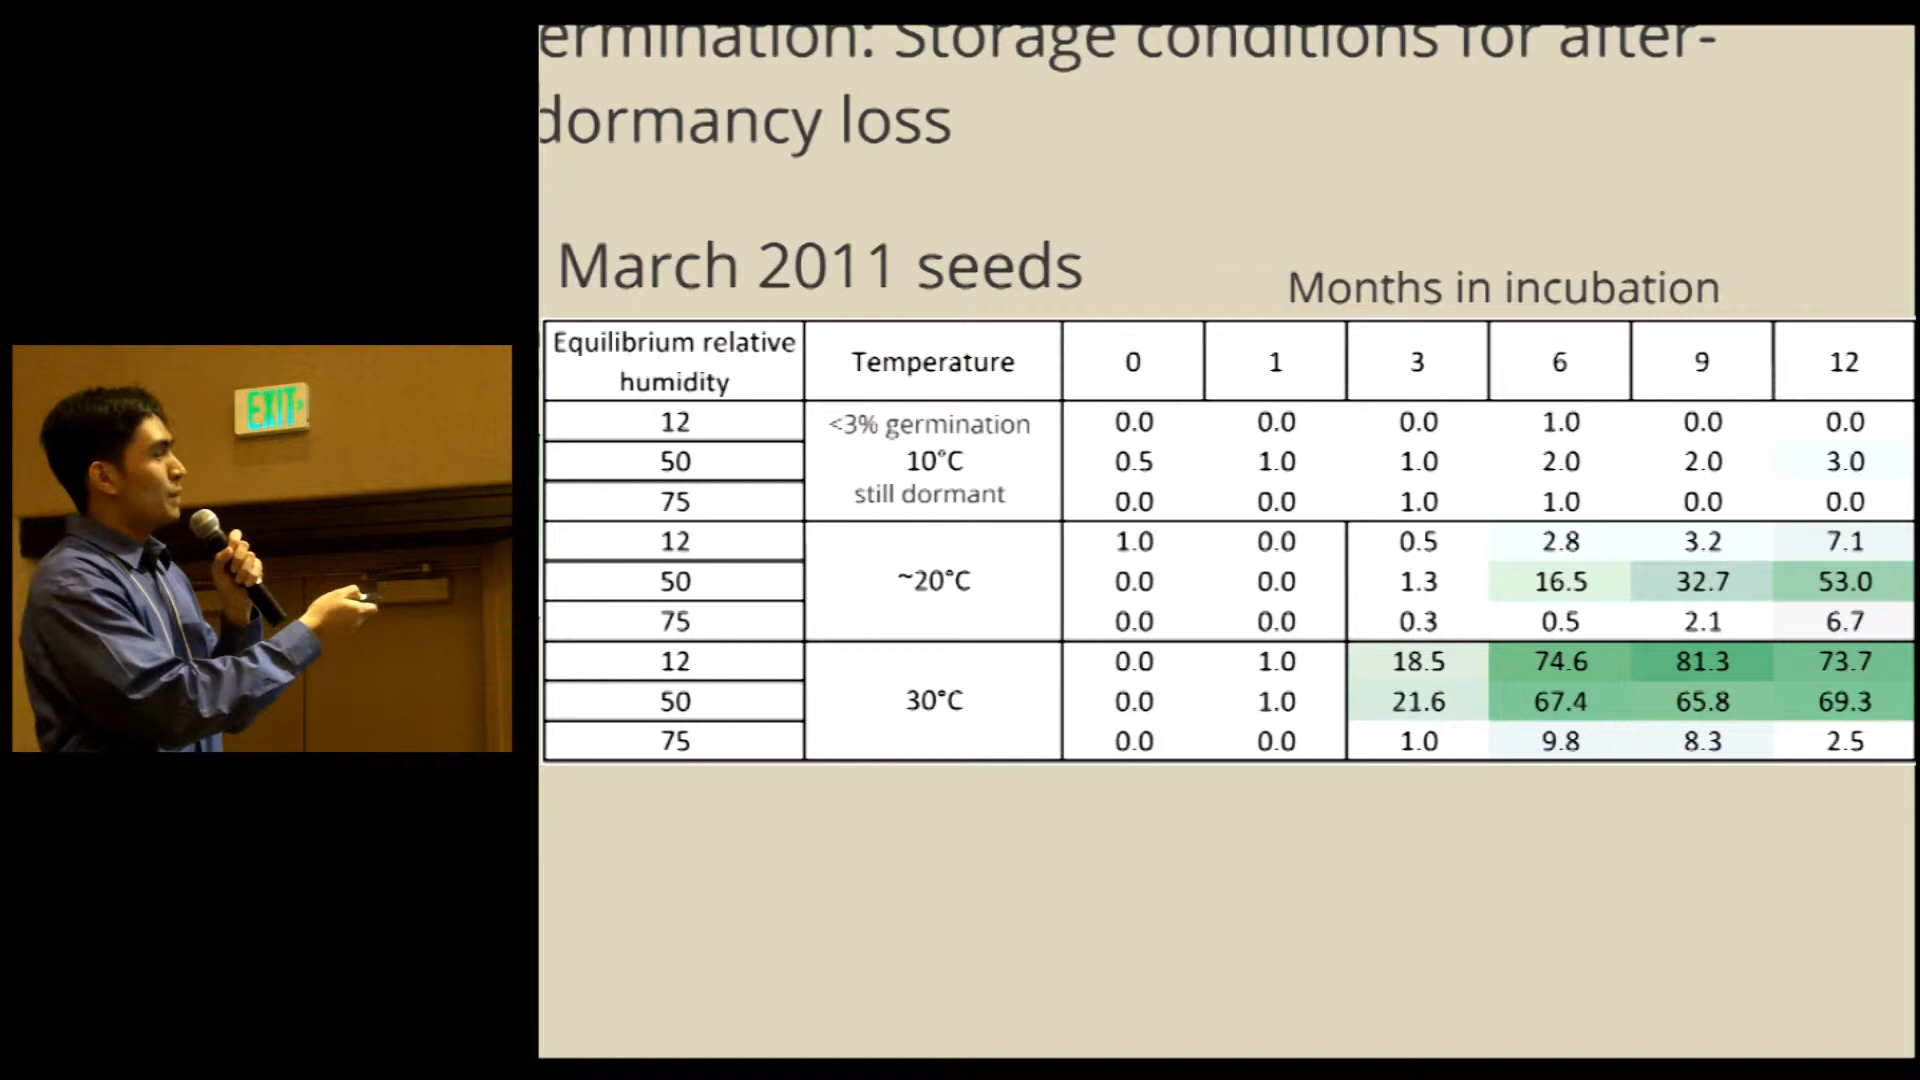 ermination: Storage conditions for after-
dormancy loss
March 2011 seeds
Months in incubation
Equilibrium relative humidity Temperature 0 1 3 6 9 12
12 <3% germination 0.0 0.0 0.0 1.0 0.0 0.0
50 10°C 0.5 1.0 1.0 2.0 2.0 3.0
75 still dormant 0.0 0.0 1.0 1.0 0.0 0.0
12 1.0 0.0 0.5 2.8 3.2 7.1
50 ~20°C 0.0 0.0 1.3 16.5 32.7 53.0
75 0.0 0.0 0.3 0.5 2.1 6.7
12 0.0 1.0 18.5 74.6 81.3 73.7
50 30°C 0.0 1.0 21.6 67.4 65.8 69.3
75 0.0 0.0 1.0 9.8 8.3 2.5
EXIT